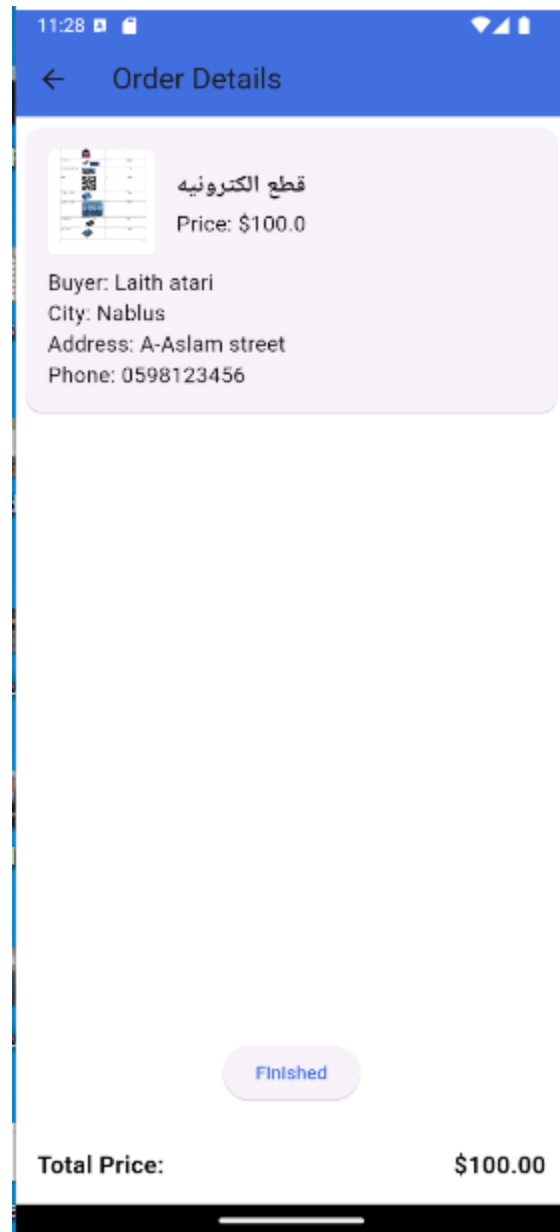 11:28
Order Details
قطع الكترونيه
Price: $100.0
Buyer: Laith atari
City: Nablus
Address: A-Aslam street
Phone: 0598123456
Finished
Total Price: $100.00